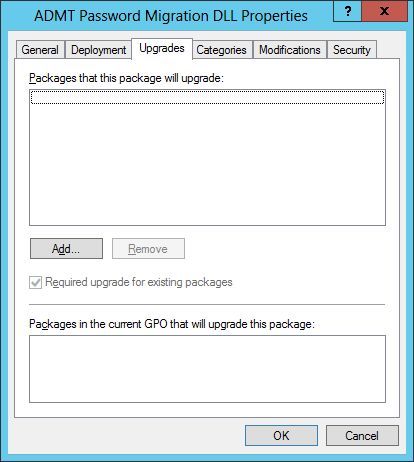 ADMT Password Migration DLL Properties
? x
General Deployment Upgrades Categories Modifications Security
Packages that this package will upgrade:
Add... Remove
Required upgrade for existing packages
Packages in the current GPO that will upgrade this package:
OK Cancel